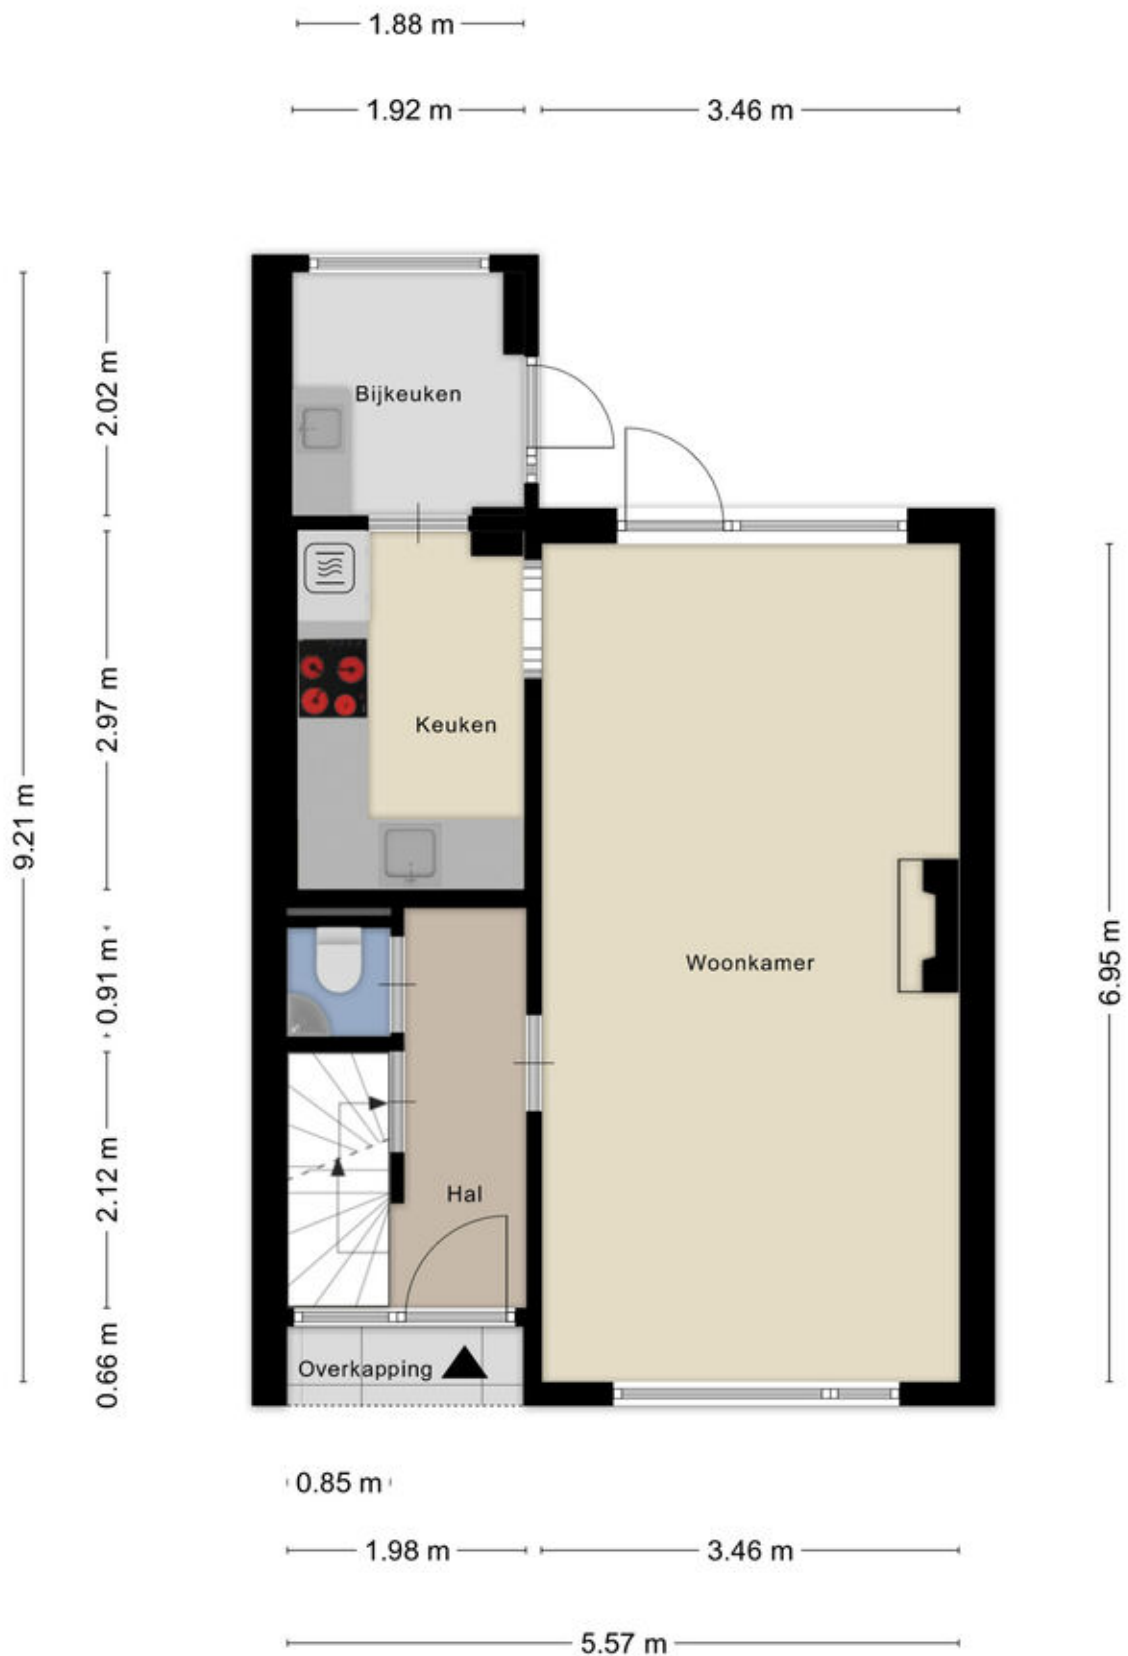 1.88 m
1.92 m
3.46 m
2.02 m
Bijkeuken
2.97 m
Keuken
9.21 m
0.91 m
Woonkamer
6.95 m
2.12 m
Hal
0.66 m
Overkapping
0.85 m
1.98 m
3.46 m
5.57 m